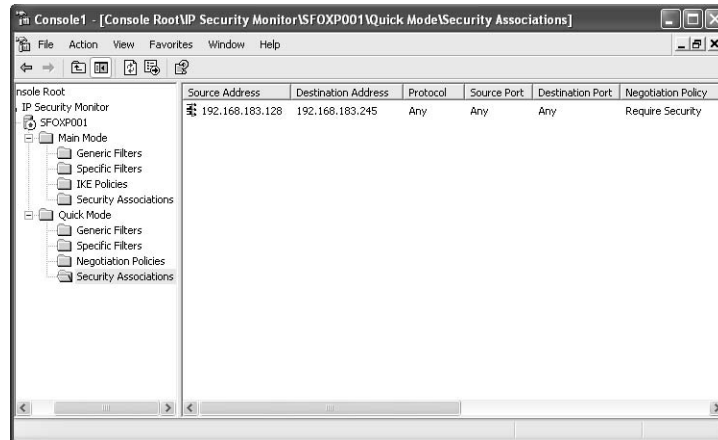 Console1 - [Console Root\IP Security Monitor\SFOXP001\Quick Mode\Security Associations]
File Action View Favorites Window Help
nsole Root
IP Security Monitor
SFOXP001
Main Mode
Generic Filters
Specific Filters
IKE Policies
Security Associations
Quick Mode
Generic Filters
Specific Filters
Negotiation Policies
Security Associations
Source Address Destination Address Protocol Source Port Destination Port Negotiation Policy
192.168.183.128 192.168.183.245 Any Any Any Require Security